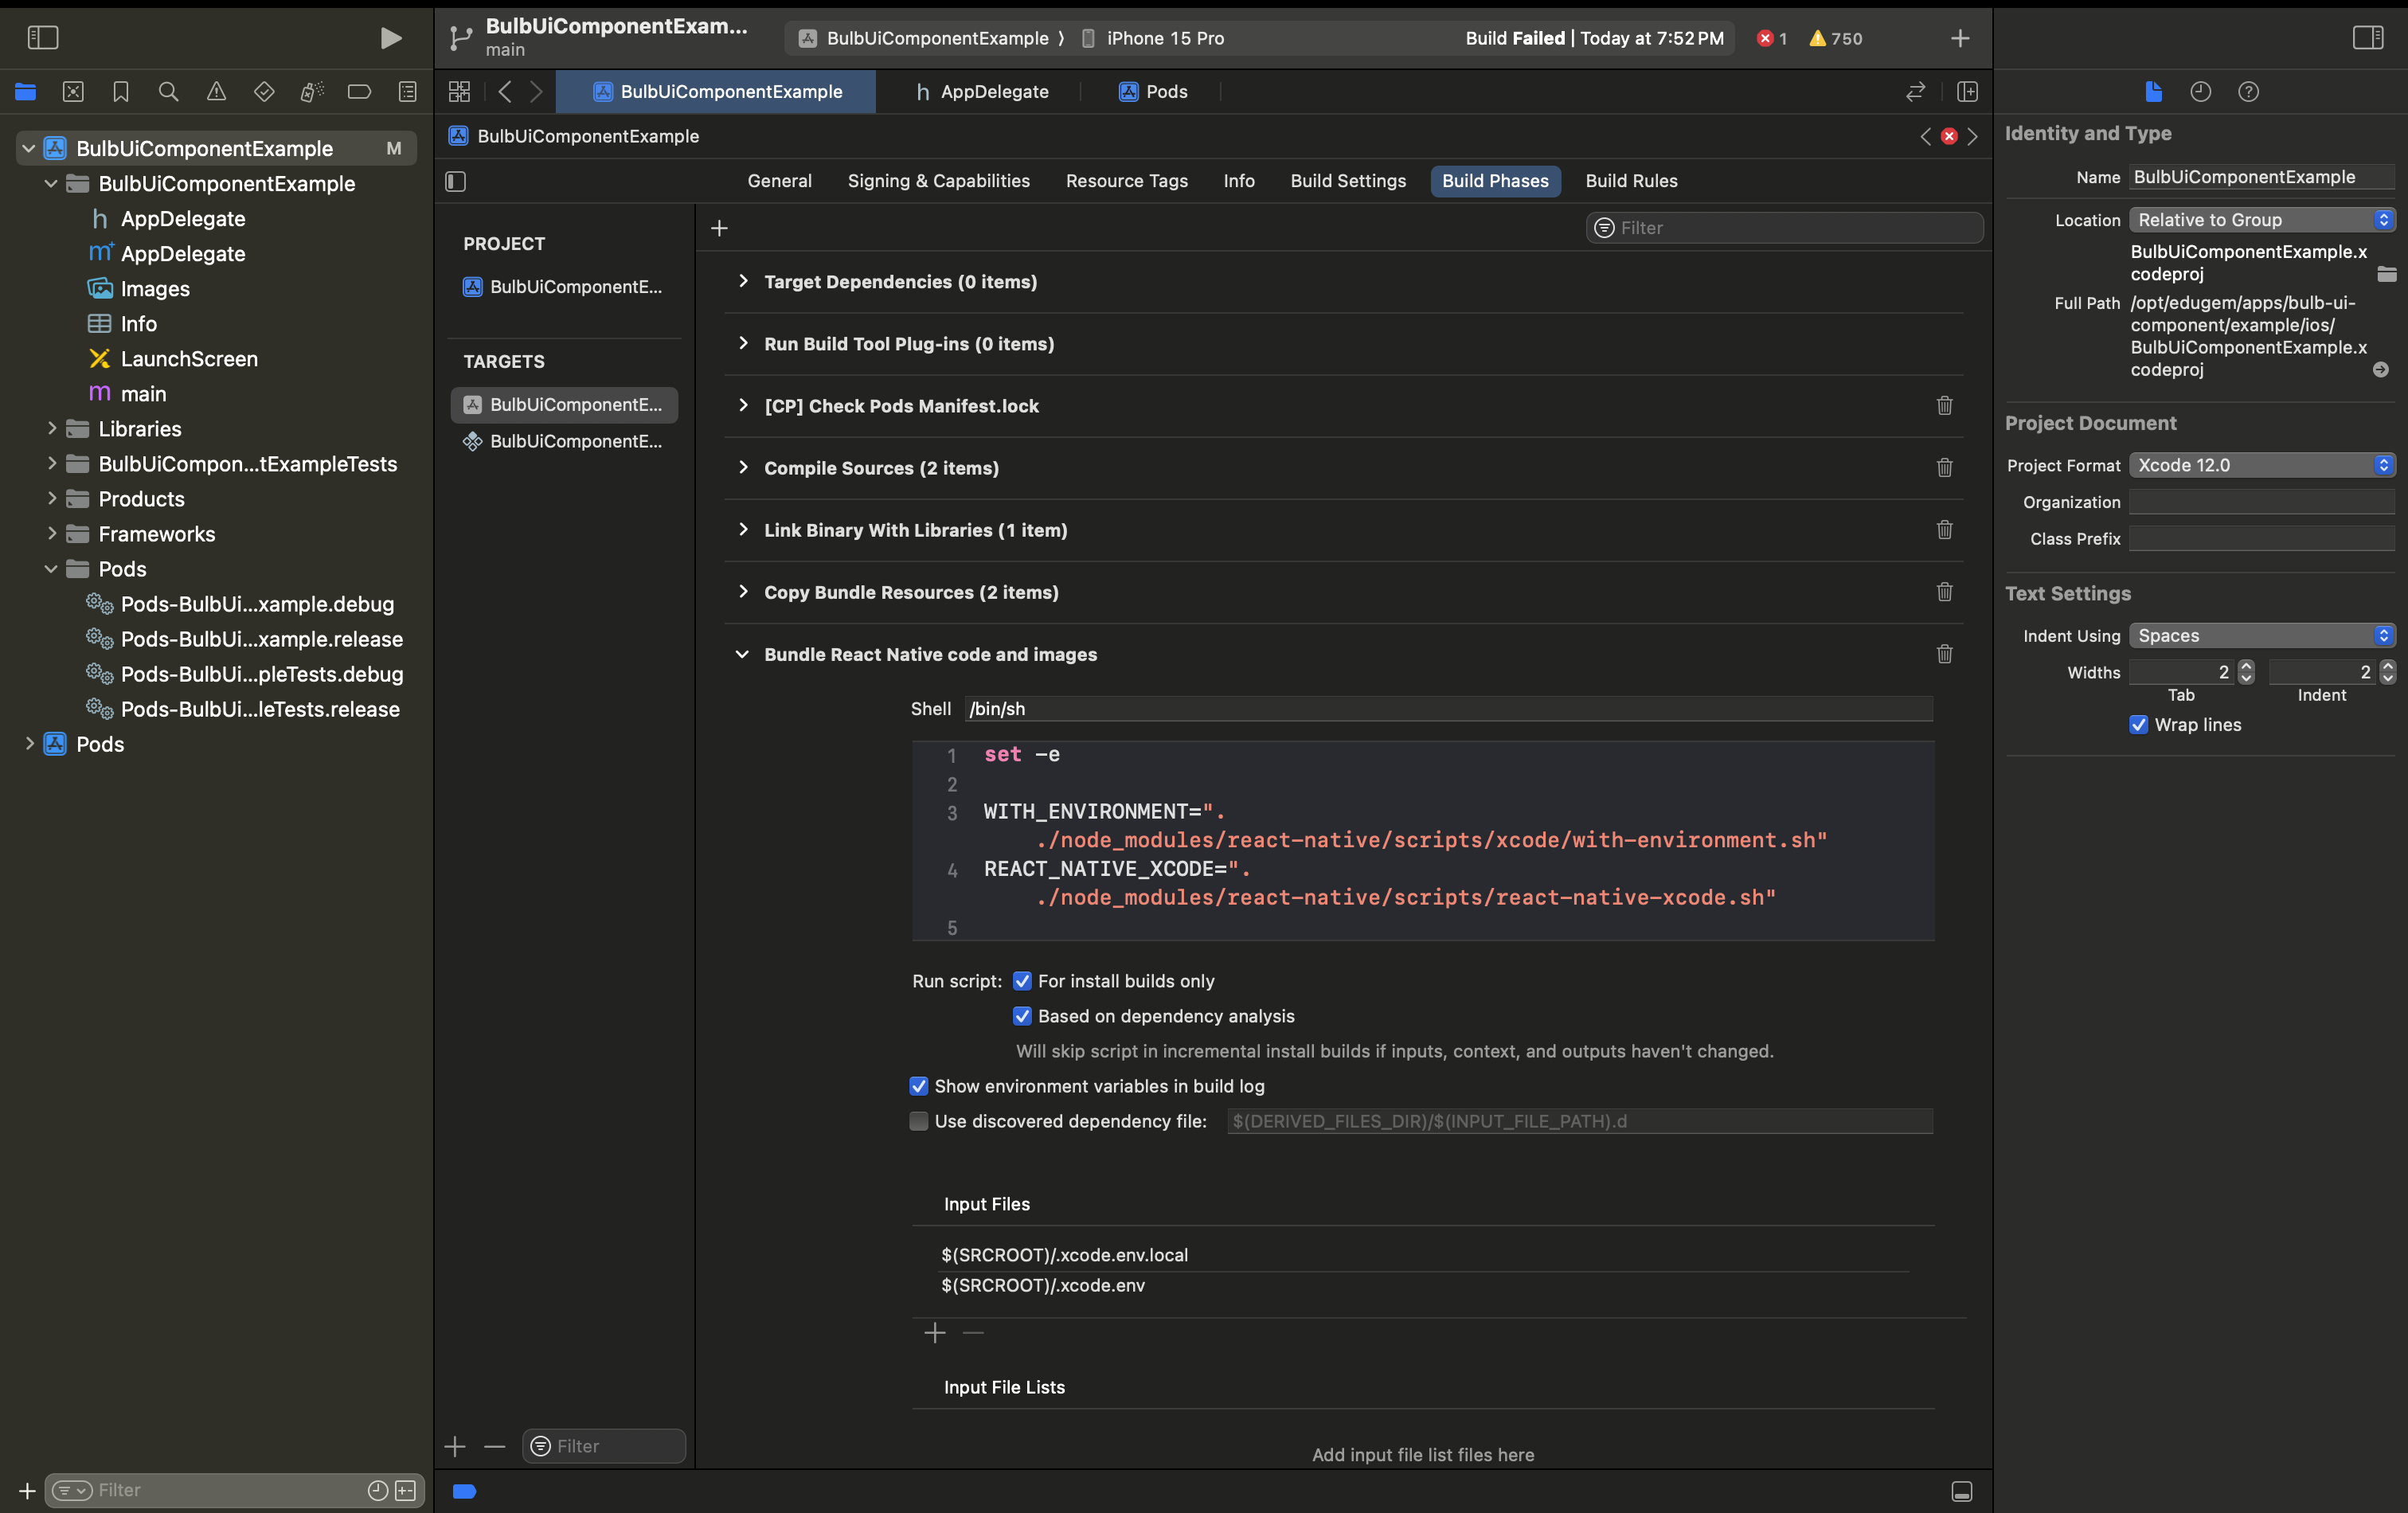 BulbUiComponentExam...
main
BulbUiComponentExample
iPhone 15 Pro
Build Failed | Today at 7:52 PM
1
750
BulbUiComponentExample
AppDelegate
Pods
BulbUiComponentExample M
BulbUiComponentExample
AppDelegate
AppDelegate
Images
Info
LaunchScreen
main
Libraries
BulbUiCompon...tExampleTests
Products
Frameworks
Pods
Pods-BulbUi...xample.debug
Pods-BulbUi...xample.release
Pods-BulbUi...pleTests.debug
Pods-BulbUi...leTests.release
Pods
Filter
BulbUiComponentExample
General Signing & Capabilities Resource Tags Info Build Settings Build Phases Build Rules
PROJECT
BulbUiComponentE...
TARGETS
BulbUiComponentE...
BulbUiComponentE...
Filter
Filter
Target Dependencies (0 items)
Run Build Tool Plug-ins (0 items)
[CP] Check Pods Manifest.lock
Compile Sources (2 items)
Link Binary With Libraries (1 item)
Copy Bundle Resources (2 items)
Bundle React Native code and images
Shell /bin/sh
1 set -e
2
3 WITH_ENVIRONMENT=".
./node_modules/react-native/scripts/xcode/with-environment.sh"
4 REACT_NATIVE_XCODE=".
./node_modules/react-native/scripts/react-native-xcode.sh"
5
Run script: For install builds only
Based on dependency analysis
Will skip script in incremental install builds if inputs, context, and outputs haven't changed.
Show environment variables in build log
Use discovered dependency file: $(DERIVED_FILES_DIR)/$(INPUT_FILE_PATH).d
Input Files
$(SRCROOT)/.xcode.env.local
$(SRCROOT)/.xcode.env
Input File Lists
Add input file list files here
Identity and Type
Name BulbUiComponentExample
Location Relative to Group
BulbUiComponentExample.x
codeproj
Full Path /opt/edugem/apps/bulb-ui-
component/example/ios/
BulbUiComponentExample.x
codeproj
Project Document
Project Format Xcode 12.0
Organization
Class Prefix
Text Settings
Indent Using Spaces
Widths 2 2
Tab Indent
Wrap lines